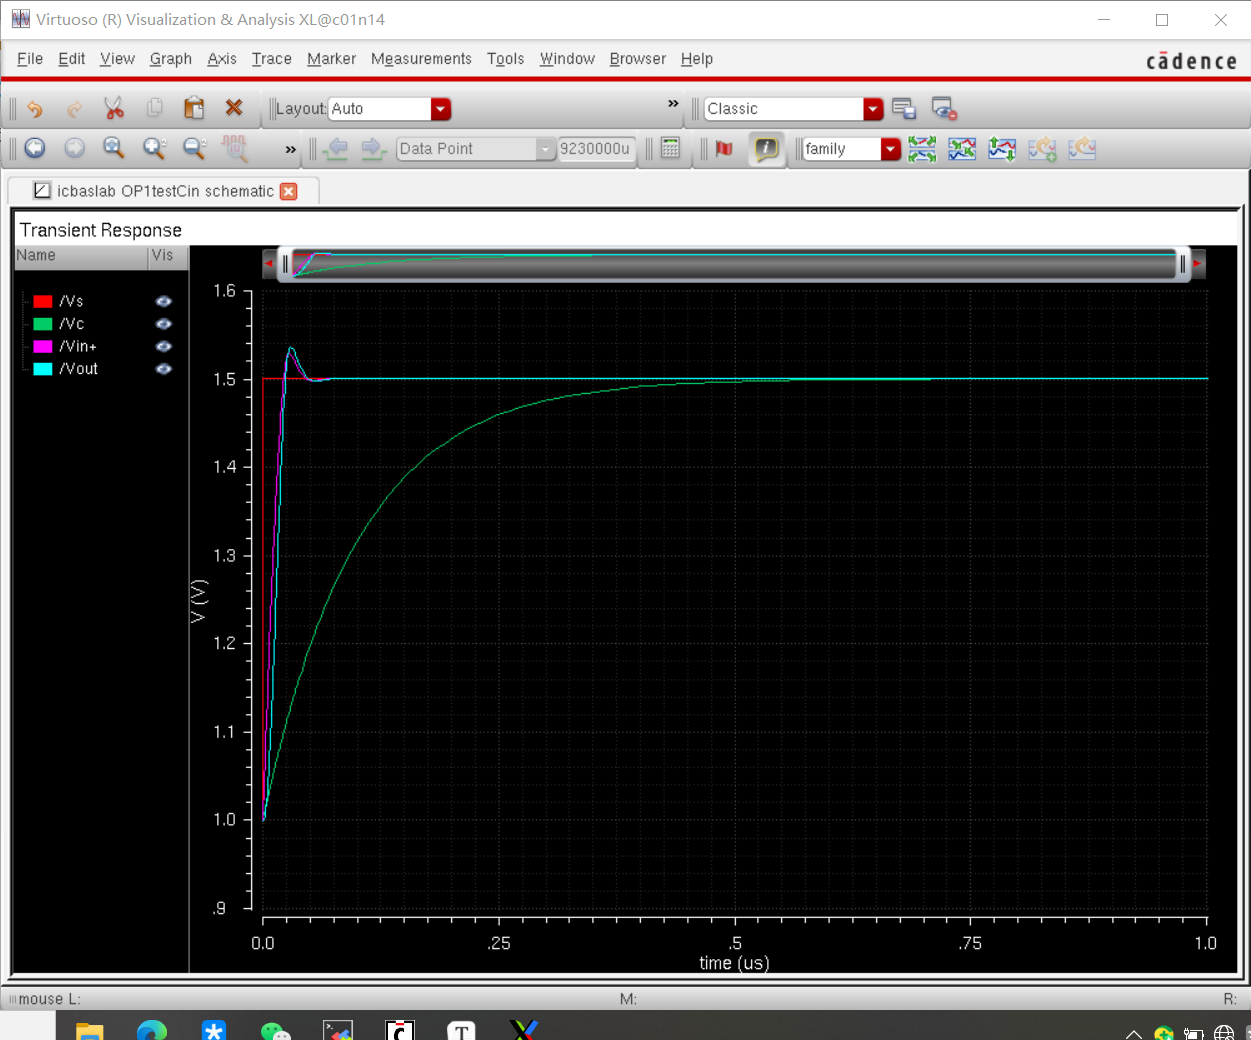 Virtuoso (R) Visualization & Analysis XL@c01n14
File Edit View Graph Axis Trace Marker Measurements Tools Window Browser Help
cādence
Layout: Auto » Classic
» Data Point 9230000u family
icbaslab OP1testCin schematic
Transient Response
Name Vis
/Vs
/Vc
/Vin+
/Vout
1.6
1.5
1.4
1.3
1.2
1.1
1.0
.9
V (V)
0.0 .25 .5 .75 1.0
time (us)
mouse L: M: R: